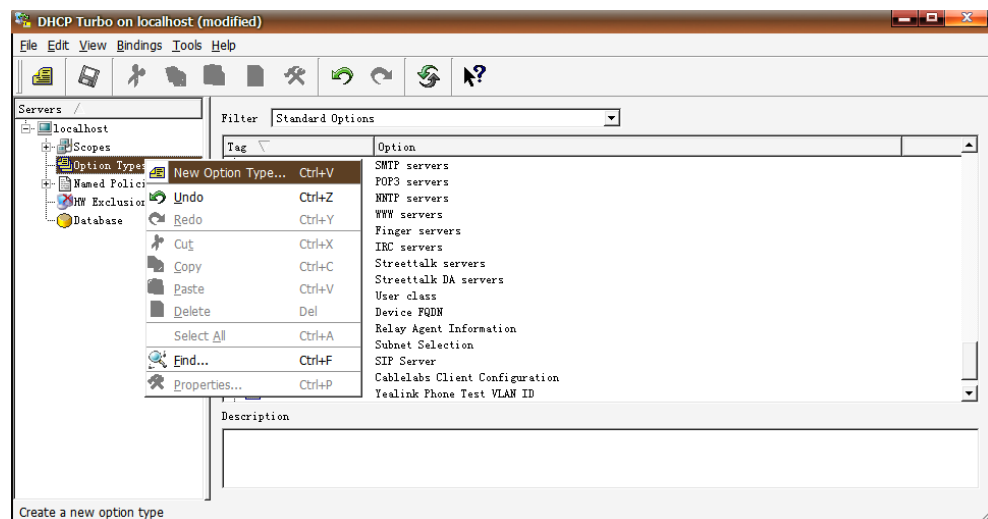 DHCP Turbo on localhost (modified)
File Edit View Bindings Tools Help
Servers /
localhost
Scopes
Option Types
Named Polici
HW Exclusion
Database
Filter Standard Options
Tag Option
SMTP servers
POP3 servers
NNTP servers
WWW servers
Finger servers
IRC servers
Streettalk servers
Streettalk DA servers
User class
Device FQDN
Relay Agent Information
Subnet Selection
SIP Server
Cablelabs Client Configuration
Yealink Phone Test VLAN ID
New Option Type... Ctrl+V
Undo Ctrl+Z
Redo Ctrl+Y
Cut Ctrl+X
Copy Ctrl+C
Paste Ctrl+V
Delete Del
Select All Ctrl+A
Find... Ctrl+F
Properties... Ctrl+P
Description
Create a new option type